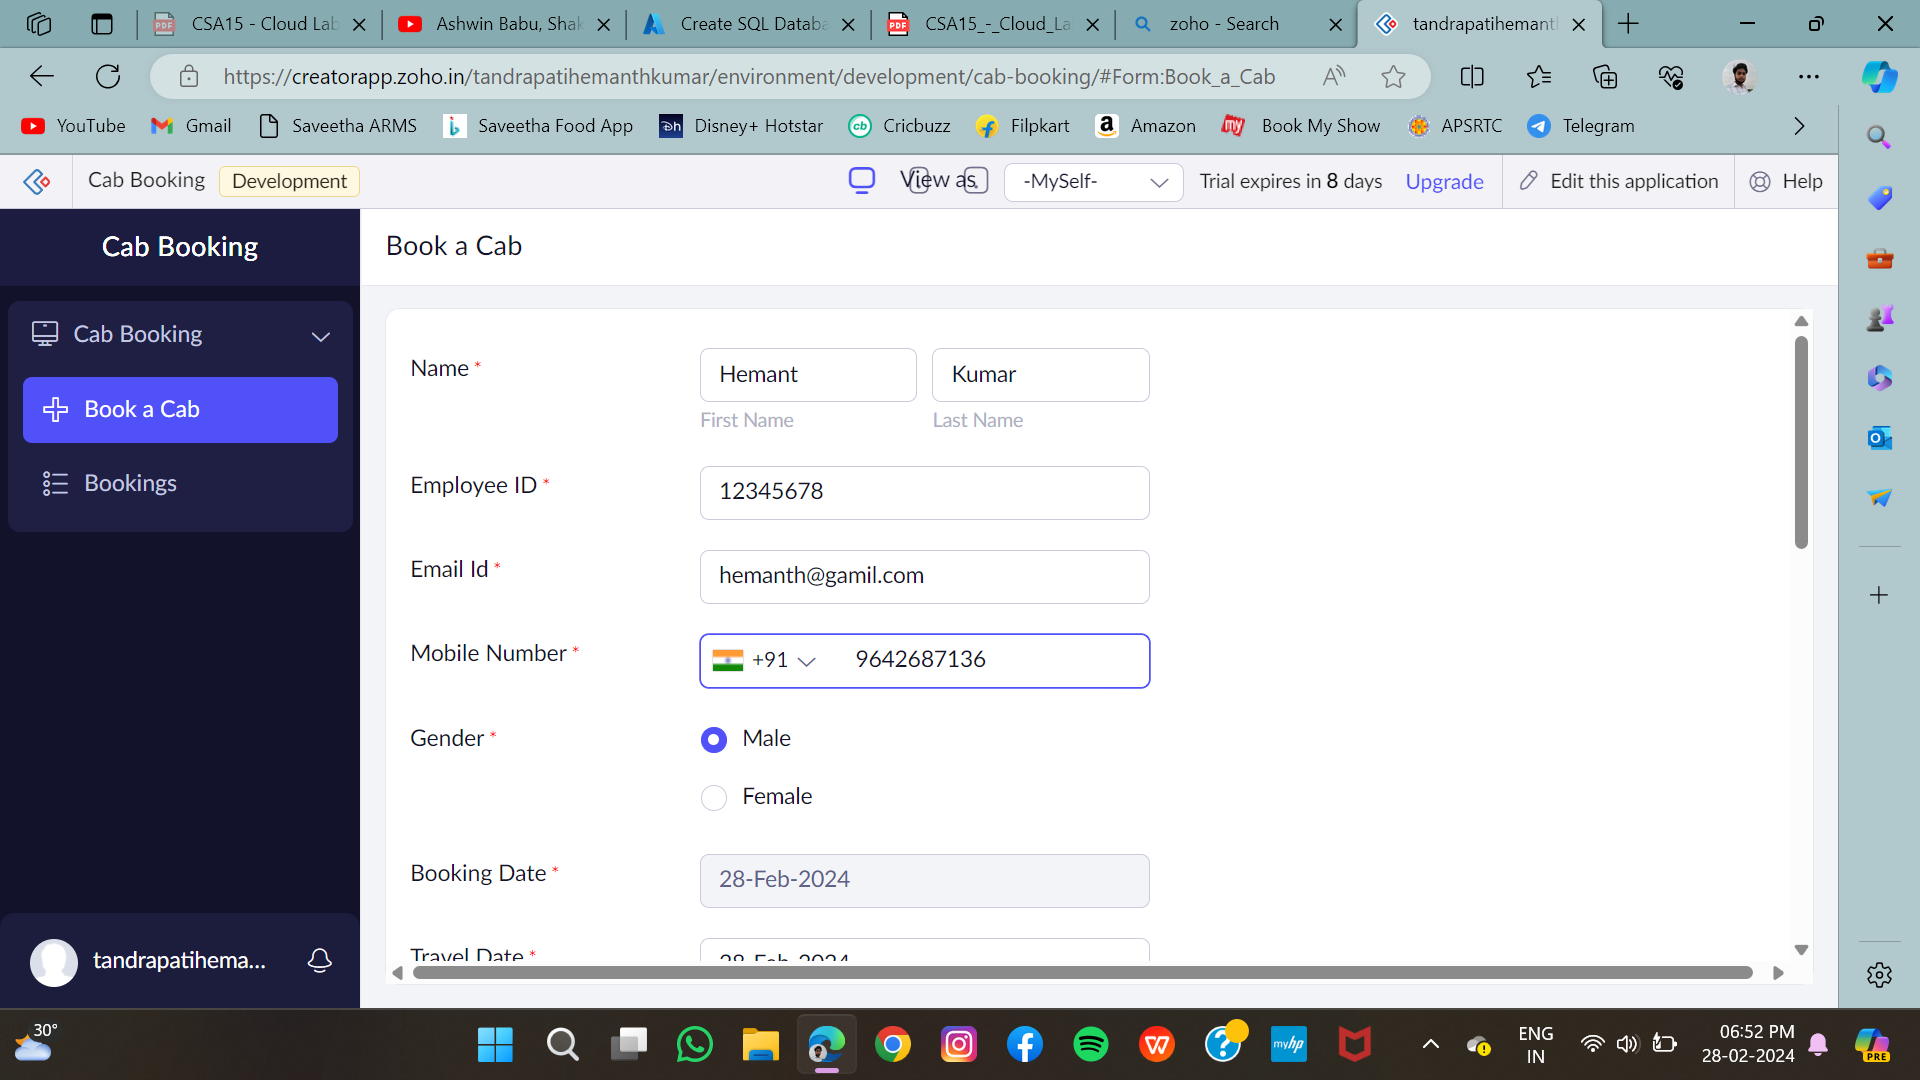 CSA15 - Cloud Lab
Ashwin Babu, Shak
Create SQL Databa
CSA15_-_Cloud_La
zoho - Search
tandrapatihemanth
https://creatorapp.zoho.in/tandrapatihemanthkumar/environment/development/cab-booking/#Form:Book_a_Cab
YouTube
Gmail
Saveetha ARMS
Saveetha Food App
Disney+ Hotstar
Cricbuzz
Filpkart
Amazon
Book My Show
APSRTC
Telegram
Cab Booking
Development
View as
-MySelf-
Trial expires in 8 days
Upgrade
Edit this application
Help
Cab Booking
Book a Cab
Cab Booking
Book a Cab
Bookings
Name *
Hemant
Kumar
First Name
Last Name
Employee ID *
12345678
Email Id *
hemanth@gamil.com
Mobile Number *
+91
9642687136
Gender *
Male
Female
Booking Date *
28-Feb-2024
Travel Date *
28-Feb-2024
tandrapatihema...
30°
ENG
IN
06:52 PM
28-02-2024
PRE